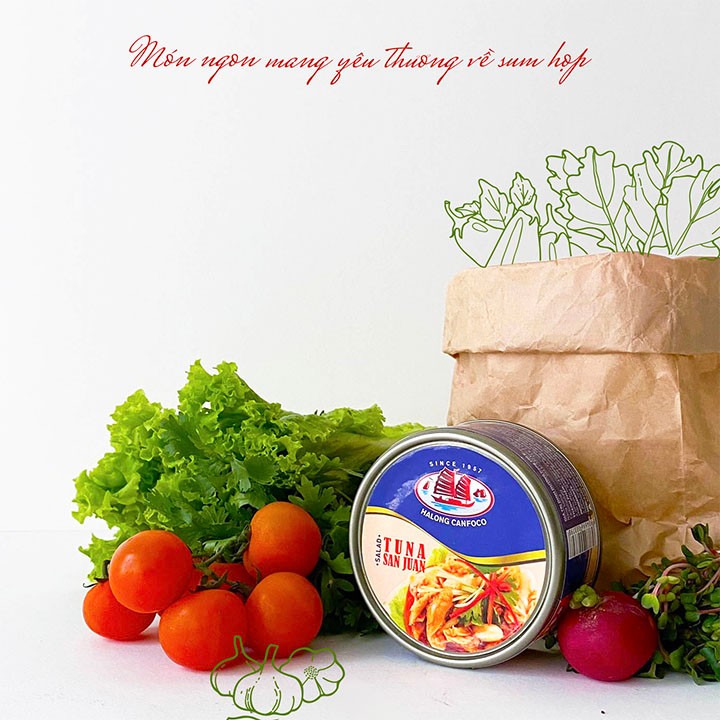 Món ngon mang yêu thương về sum họp
SINCE 1957
HALONG CANFOCO
•SALAD•
TUNA
SAN JUAN